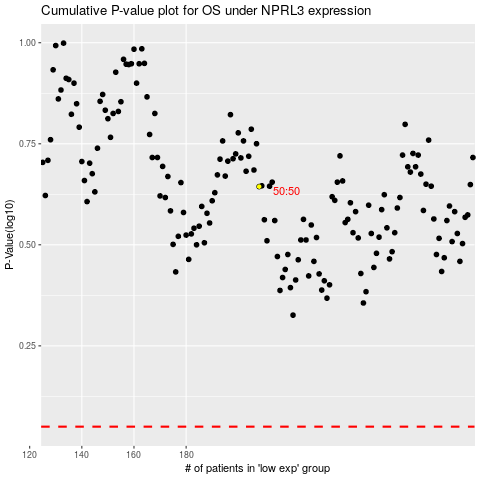 Cumulative P-value plot for OS under NPRL3 expression
P-Value(log10)
1.00
0.75
0.50
0.25
50:50
120 140 160 180
# of patients in 'low exp' group